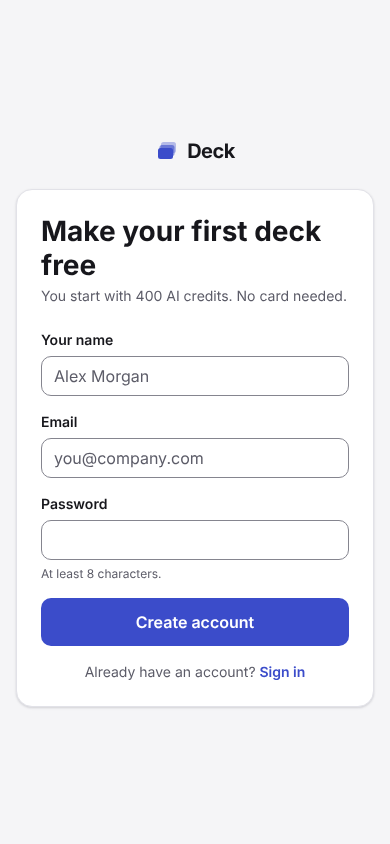 Deck
Make your first deck
free
You start with 400 AI credits. No card needed.
Your name
Alex Morgan
Email
you@company.com
Password
At least 8 characters.
Create account
Already have an account? Sign in